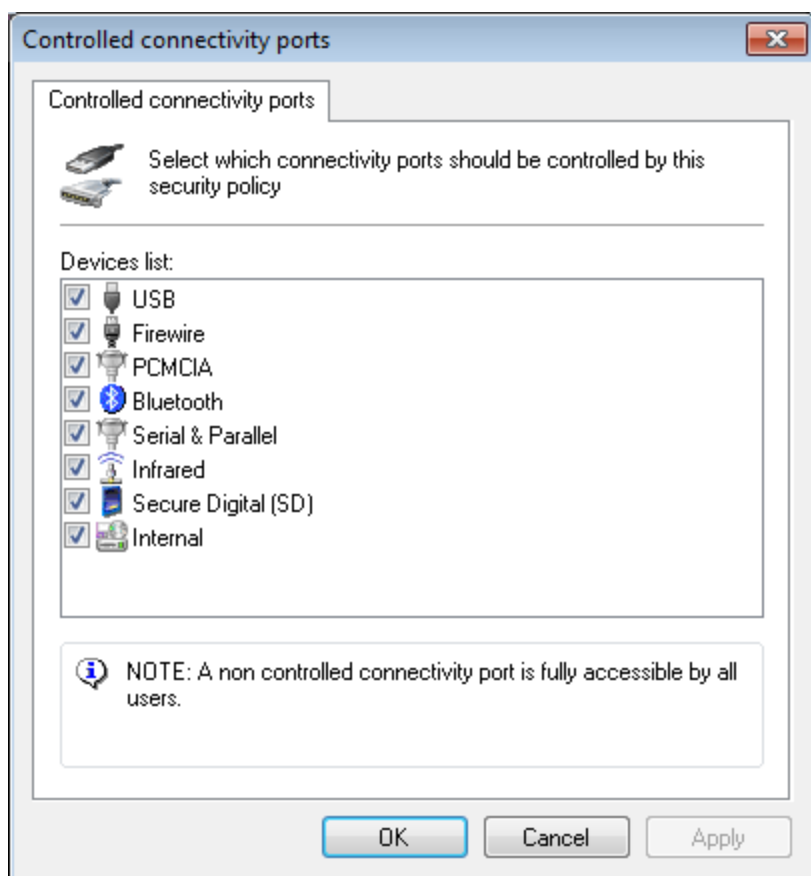 Controlled connectivity ports
Controlled connectivity ports
Select which connectivity ports should be controlled by this
security policy
Devices list:
USB
Firewire
PCMCIA
Bluetooth
Serial & Parallel
Infrared
Secure Digital (SD)
Internal
NOTE: A non controlled connectivity port is fully accessible by all
users.
OK
Cancel
Apply